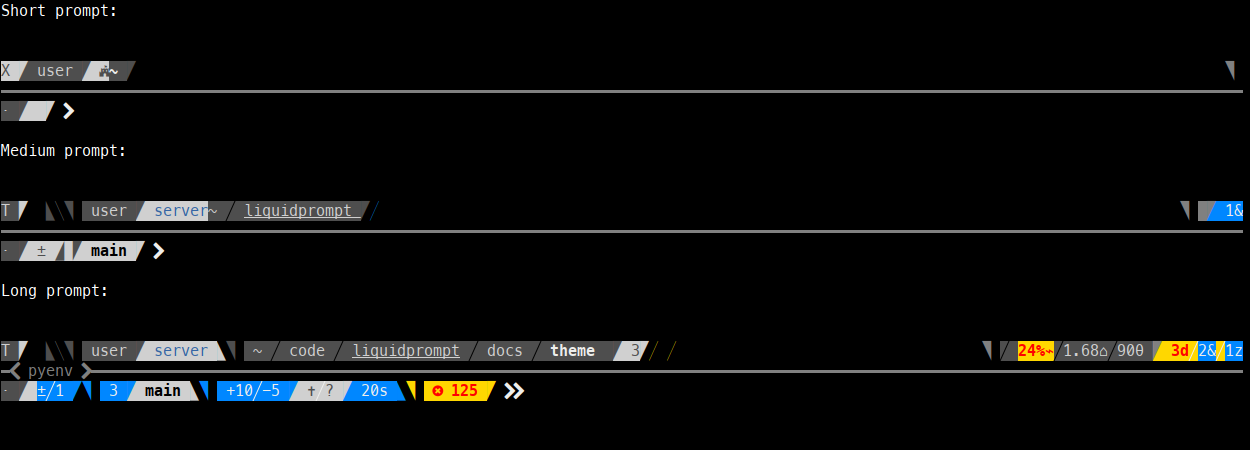 Short prompt:
X user ~
- ❯
Medium prompt:
T user server ~ / liquidprompt 1&
- ± main ❯
Long prompt:
T user server ~ / code / liquidprompt / docs / theme 3 / 24%⌁ /1.68⌂/900 3d/2&/1z
< pyenv >
- ±/1 3 main +10/−5 ✝/? 20s ⊗ 125 ❯❯